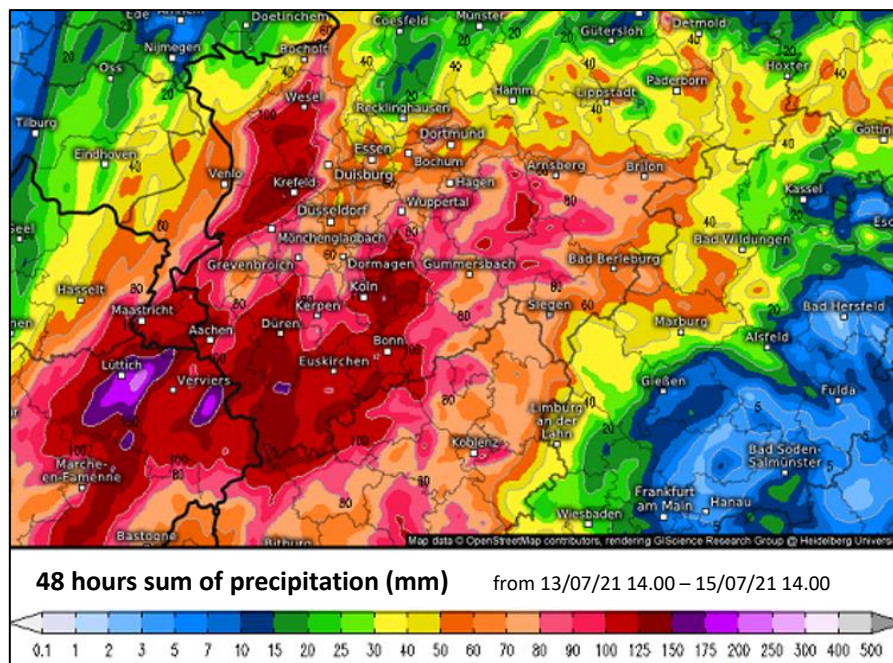 Ede
Doetinchem
Coesfeld
Münster
Gütersloh
Detmold
Nijmegen
Oss
Bocholt
Höxter
Paderborn
Lippstadt
Hamm
Wesel
Recklinghausen
Tilburg
Dortmund
Essen
Bochum
Eindhoven
Venlo
Krefeld
Duisburg
Hagen
Arnsberg
Brilon
Kassel
Wuppertal
Düsseldorf
Mönchengladbach
Bad Wildungen
Grevenbroich
Dormagen
Gummersbach
Bad Berleburg
Hasselt
Köln
Kerpen
Siegen
Bad Hersfeld
Maastricht
Aachen
Düren
Marburg
Alsfeld
Bonn
Lüttich
Euskirchen
Verviers
Gießen
Fulda
Limburg
an der
Lahn
Koblenz
Bad Soden-
Salmünster
Marche-
en-Famenne
Frankfurt
am Main
Hanau
Wiesbaden
Bastogne
Bitburg
Map data © OpenStreetMap contributors, rendering GIScience Research Group @ Heidelberg Univers
48 hours sum of precipitation (mm) from 13/07/21 14.00 – 15/07/21 14.00
0.1 1 2 3 5 7 10 15 20 25 30 40 50 60 70 80 90 100 125 150 175 200 250 300 400 500